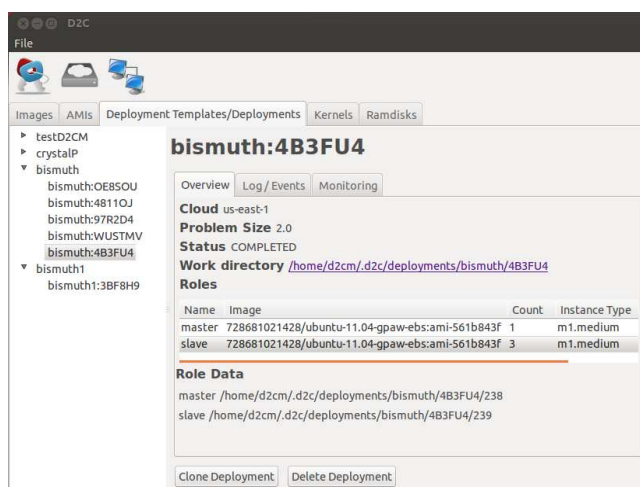 D2C
File
Images AMIs Deployment Templates/Deployments Kernels Ramdisks
testD2CM
crystalP
bismuth
bismuth:OE8SOU
bismuth:4811OJ
bismuth:97R2D4
bismuth:WUSTMV
bismuth:4B3FU4
bismuth1
bismuth1:3BF8H9
bismuth:4B3FU4
Overview Log / Events Monitoring
Cloud us-east-1
Problem Size 2.0
Status COMPLETED
Work directory /home/d2cm/.d2c/deployments/bismuth/4B3FU4
Roles
Name Image Count Instance Type
master 728681021428/ubuntu-11.04-gpaw-ebs:ami-561b843f 1 m1.medium
slave 728681021428/ubuntu-11.04-gpaw-ebs:ami-561b843f 3 m1.medium
Role Data
master /home/d2cm/.d2c/deployments/bismuth/4B3FU4/238
slave /home/d2cm/.d2c/deployments/bismuth/4B3FU4/239
Clone Deployment Delete Deployment